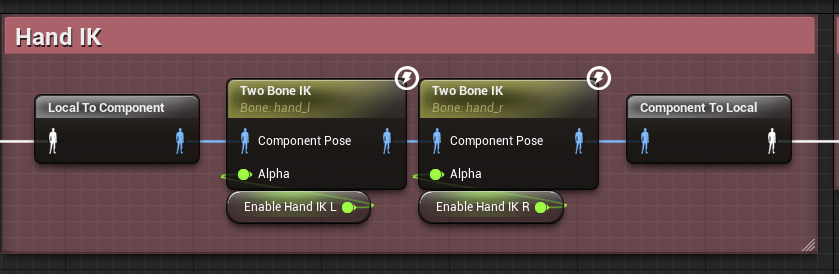 Hand IK
Local To Component
Two Bone IK
Bone: hand_l
Component Pose
Alpha
Enable Hand IK L
Two Bone IK
Bone: hand_r
Component Pose
Alpha
Enable Hand IK R
Component To Local